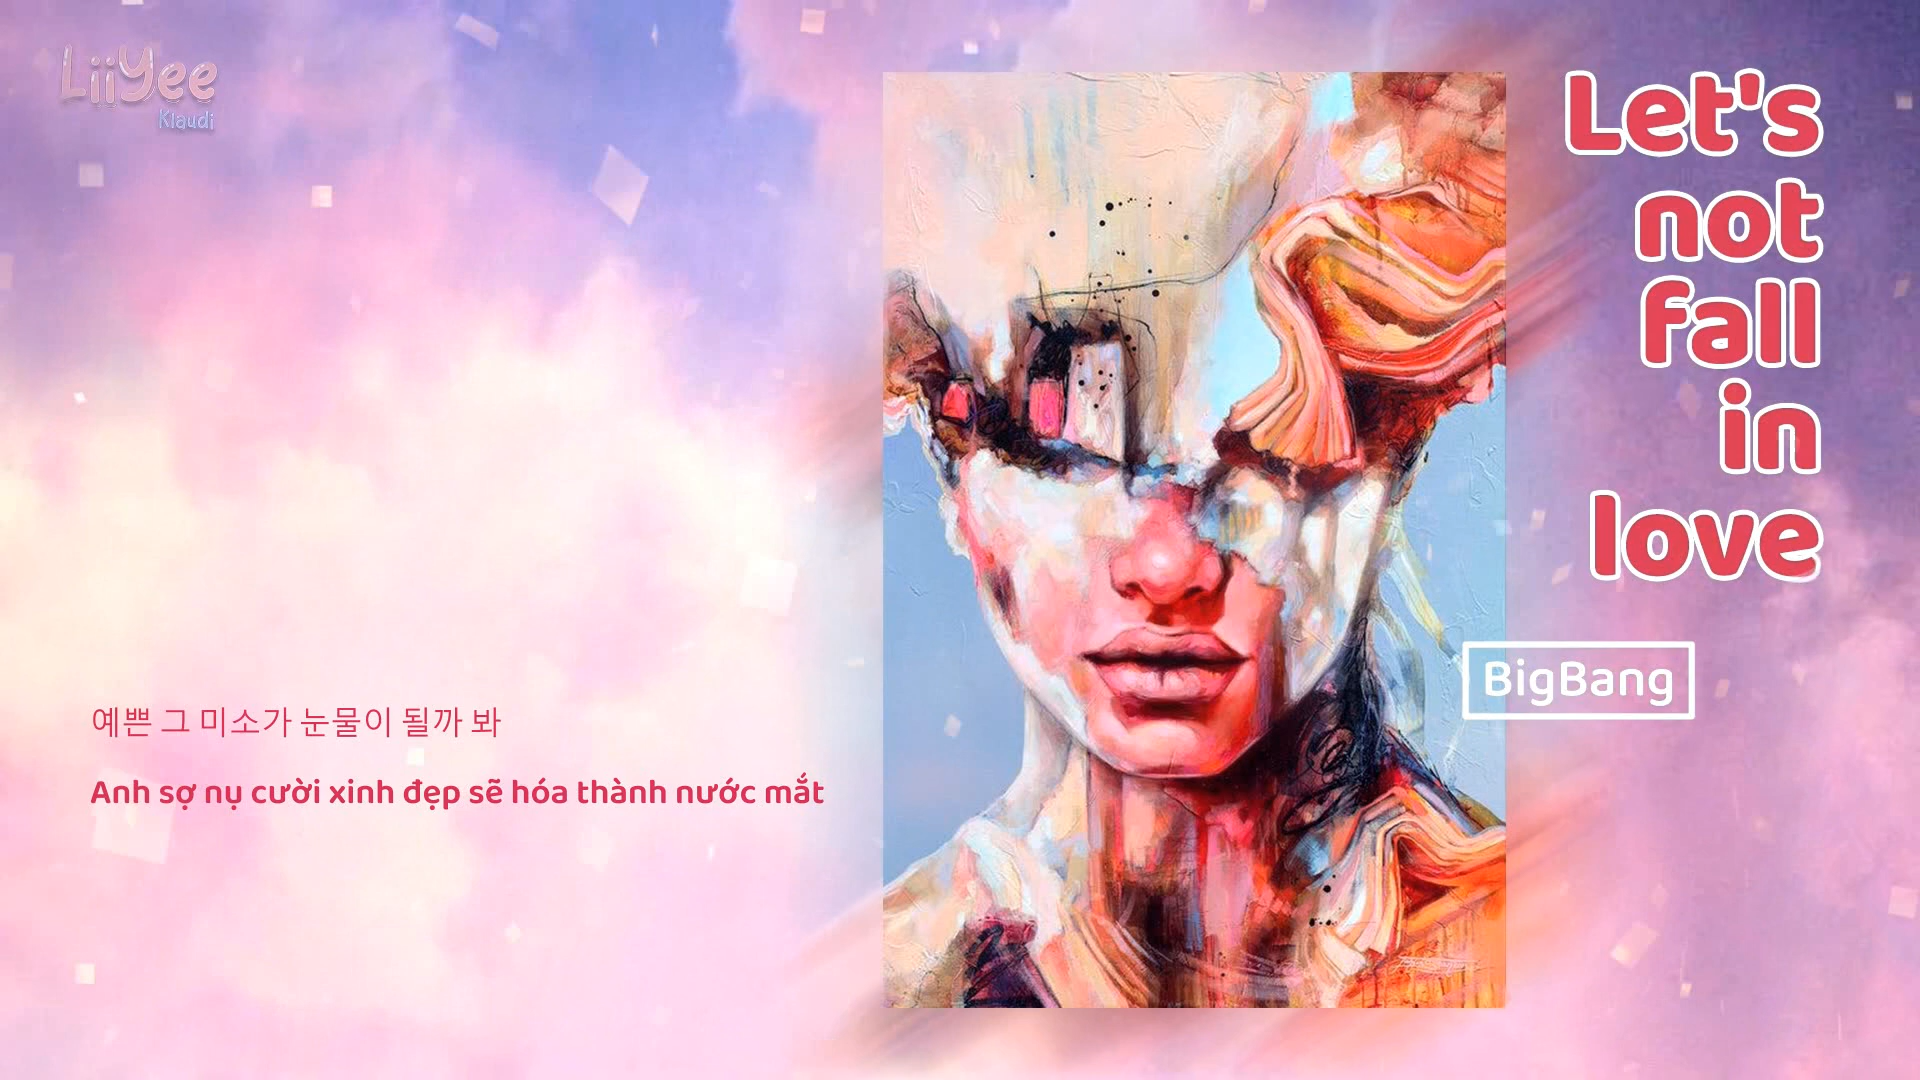 LiiYee
Klaudi
Let's
not
fall
in
love
BigBang
예쁜 그 미소가 눈물이 될까 봐
Anh sợ nụ cười xinh đẹp sẽ hóa thành nước mắt